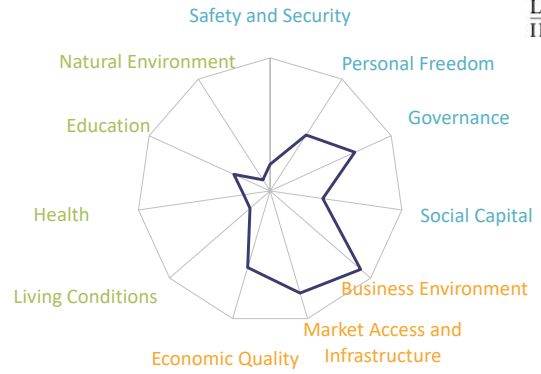 Safety and Security
Personal Freedom
Governance
Social Capital
Business Environment
Market Access and
Infrastructure
Economic Quality
Living Conditions
Health
Education
Natural Environment